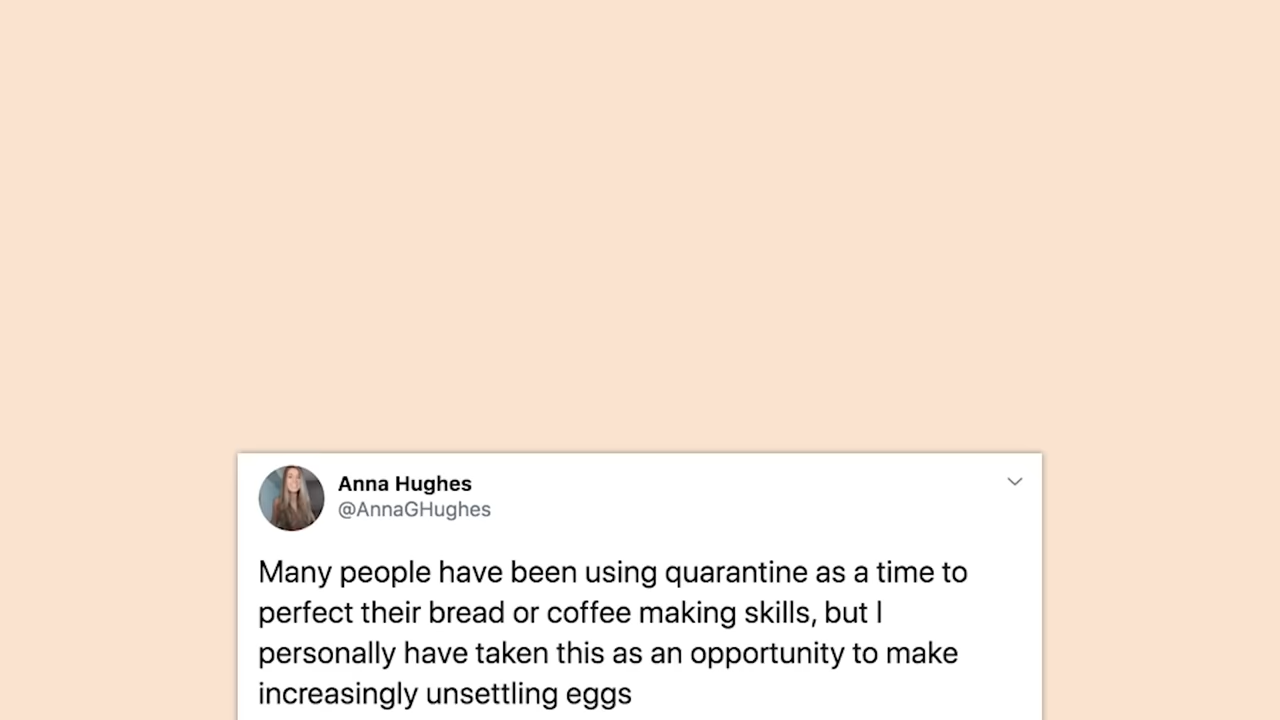 Anna Hughes
@AnnaGHughes
Many people have been using quarantine as a time to
perfect their bread or coffee making skills, but I
personally have taken this as an opportunity to make
increasingly unsettling eggs